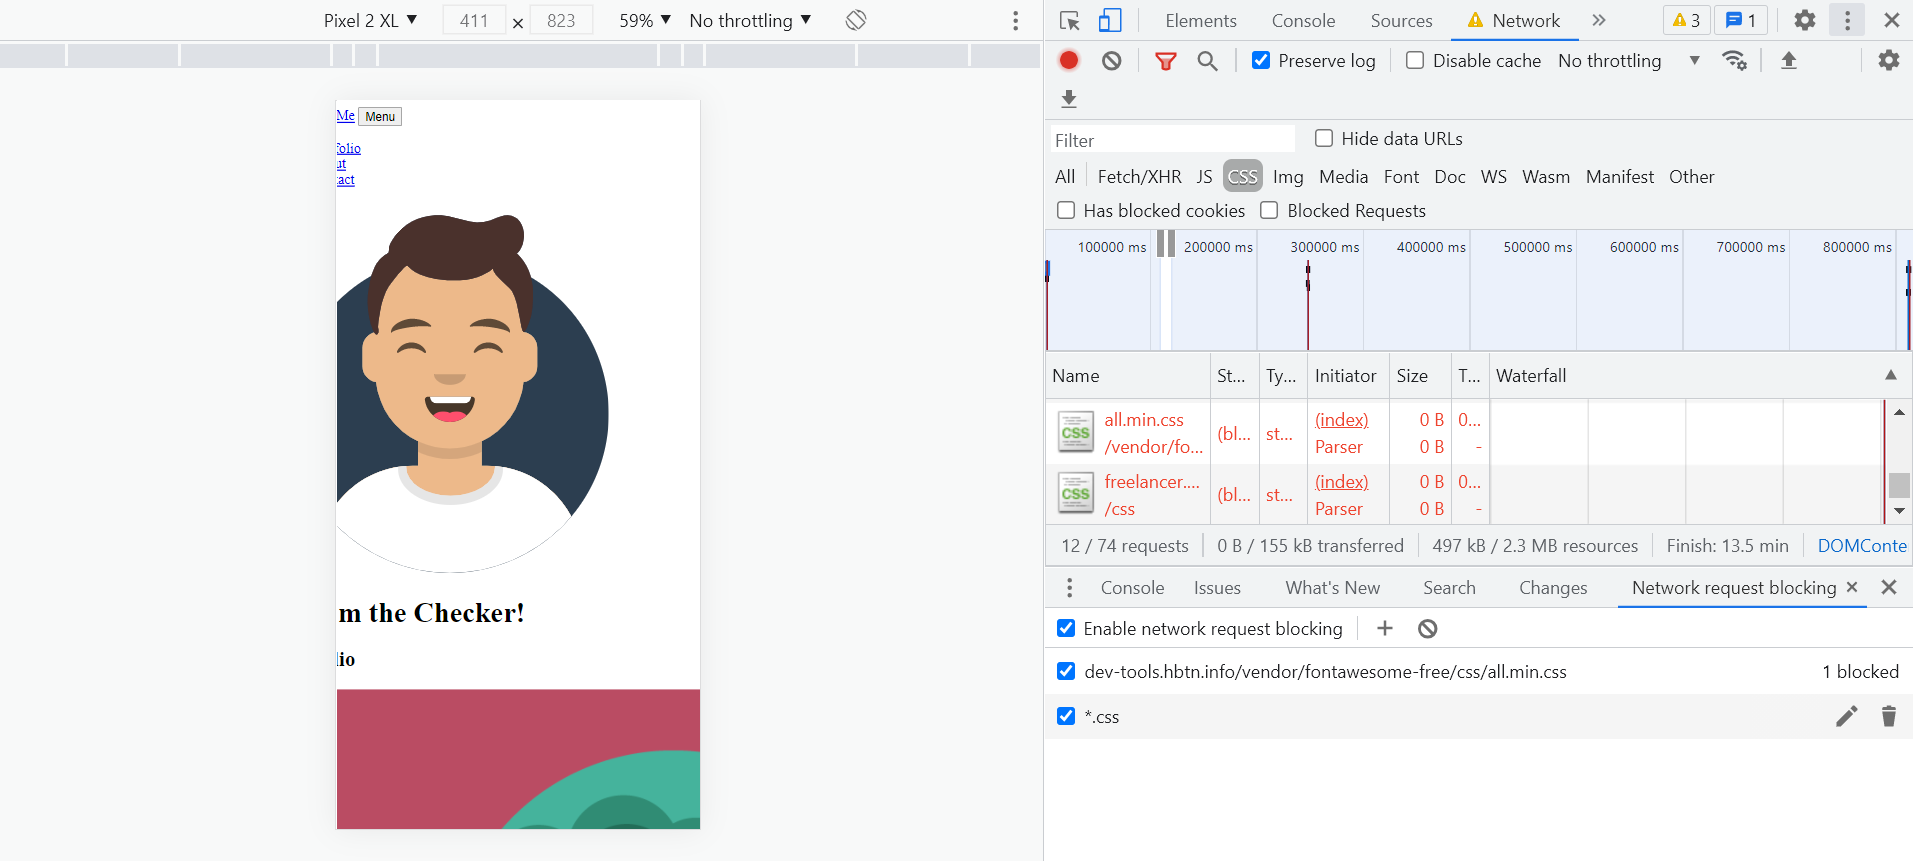 Pixel 2 XL ▼ 411 × 823 59% ▼ No throttling ▼
Me Menu
folio
ut
tact
m the Checker!
lio
Elements Console Sources Network » 3 1
Preserve log Disable cache No throttling ▼
Filter Hide data URLs
All Fetch/XHR JS CSS Img Media Font Doc WS Wasm Manifest Other
Has blocked cookies Blocked Requests
100000 ms 200000 ms 300000 ms 400000 ms 500000 ms 600000 ms 700000 ms 800000 ms
Name St... Ty... Initiator Size T... Waterfall
all.min.css (bl... st... (index) 0 B 0...
/vendor/fo... Parser 0 B -
freelancer.... (bl... st... (index) 0 B 0...
/css Parser 0 B -
12 / 74 requests 0 B / 155 kB transferred 497 kB / 2.3 MB resources Finish: 13.5 min DOMConte
Console Issues What's New Search Changes Network request blocking ×
Enable network request blocking
dev-tools.hbtn.info/vendor/fontawesome-free/css/all.min.css 1 blocked
*.css